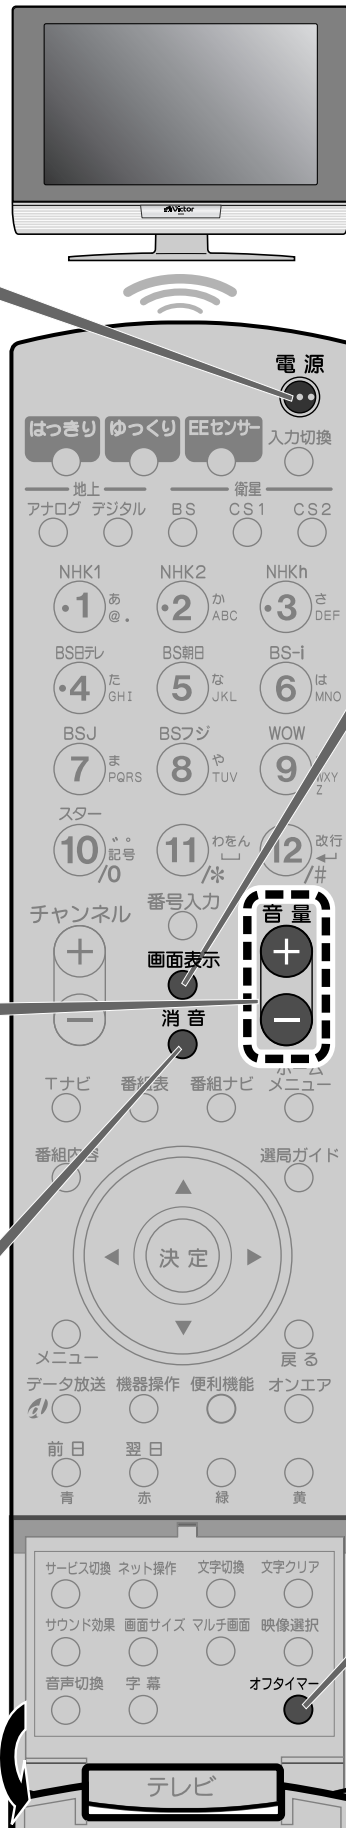 Victor
電源
はっきり ゆっくり EEセンサー 入力切換
地上 衛星
アナログ デジタル BS CS1 CS2
NHK1 NHK2 NHKh
・1 あ @. ・2 か ABC ・3 さ DEF
BS日テレ BS朝日 BS-i
・4 た GHI 5 な JKL 6 は MNO
BSJ BSフジ WOW
7 ま PQRS 8 や TUV 9 WXY Z
スター
10 ゛゜ 記号 /0 11 わをん /* 12 改行 /#
チャンネル 番号入力 音量
+ 画面表示 +
- 消音 -
Tナビ 番組表 番組ナビ ホームメニュー
番組内容 選局ガイド
決定
メニュー 戻る
データ放送 機器操作 便利機能 オンエア
d
前日 翌日
青 赤 緑 黄
サービス切換 ネット操作 文字切換 文字クリア
サウンド効果 画面サイズ マルチ画面 映像選択
音声切換 字幕 オフタイマー
テレビ